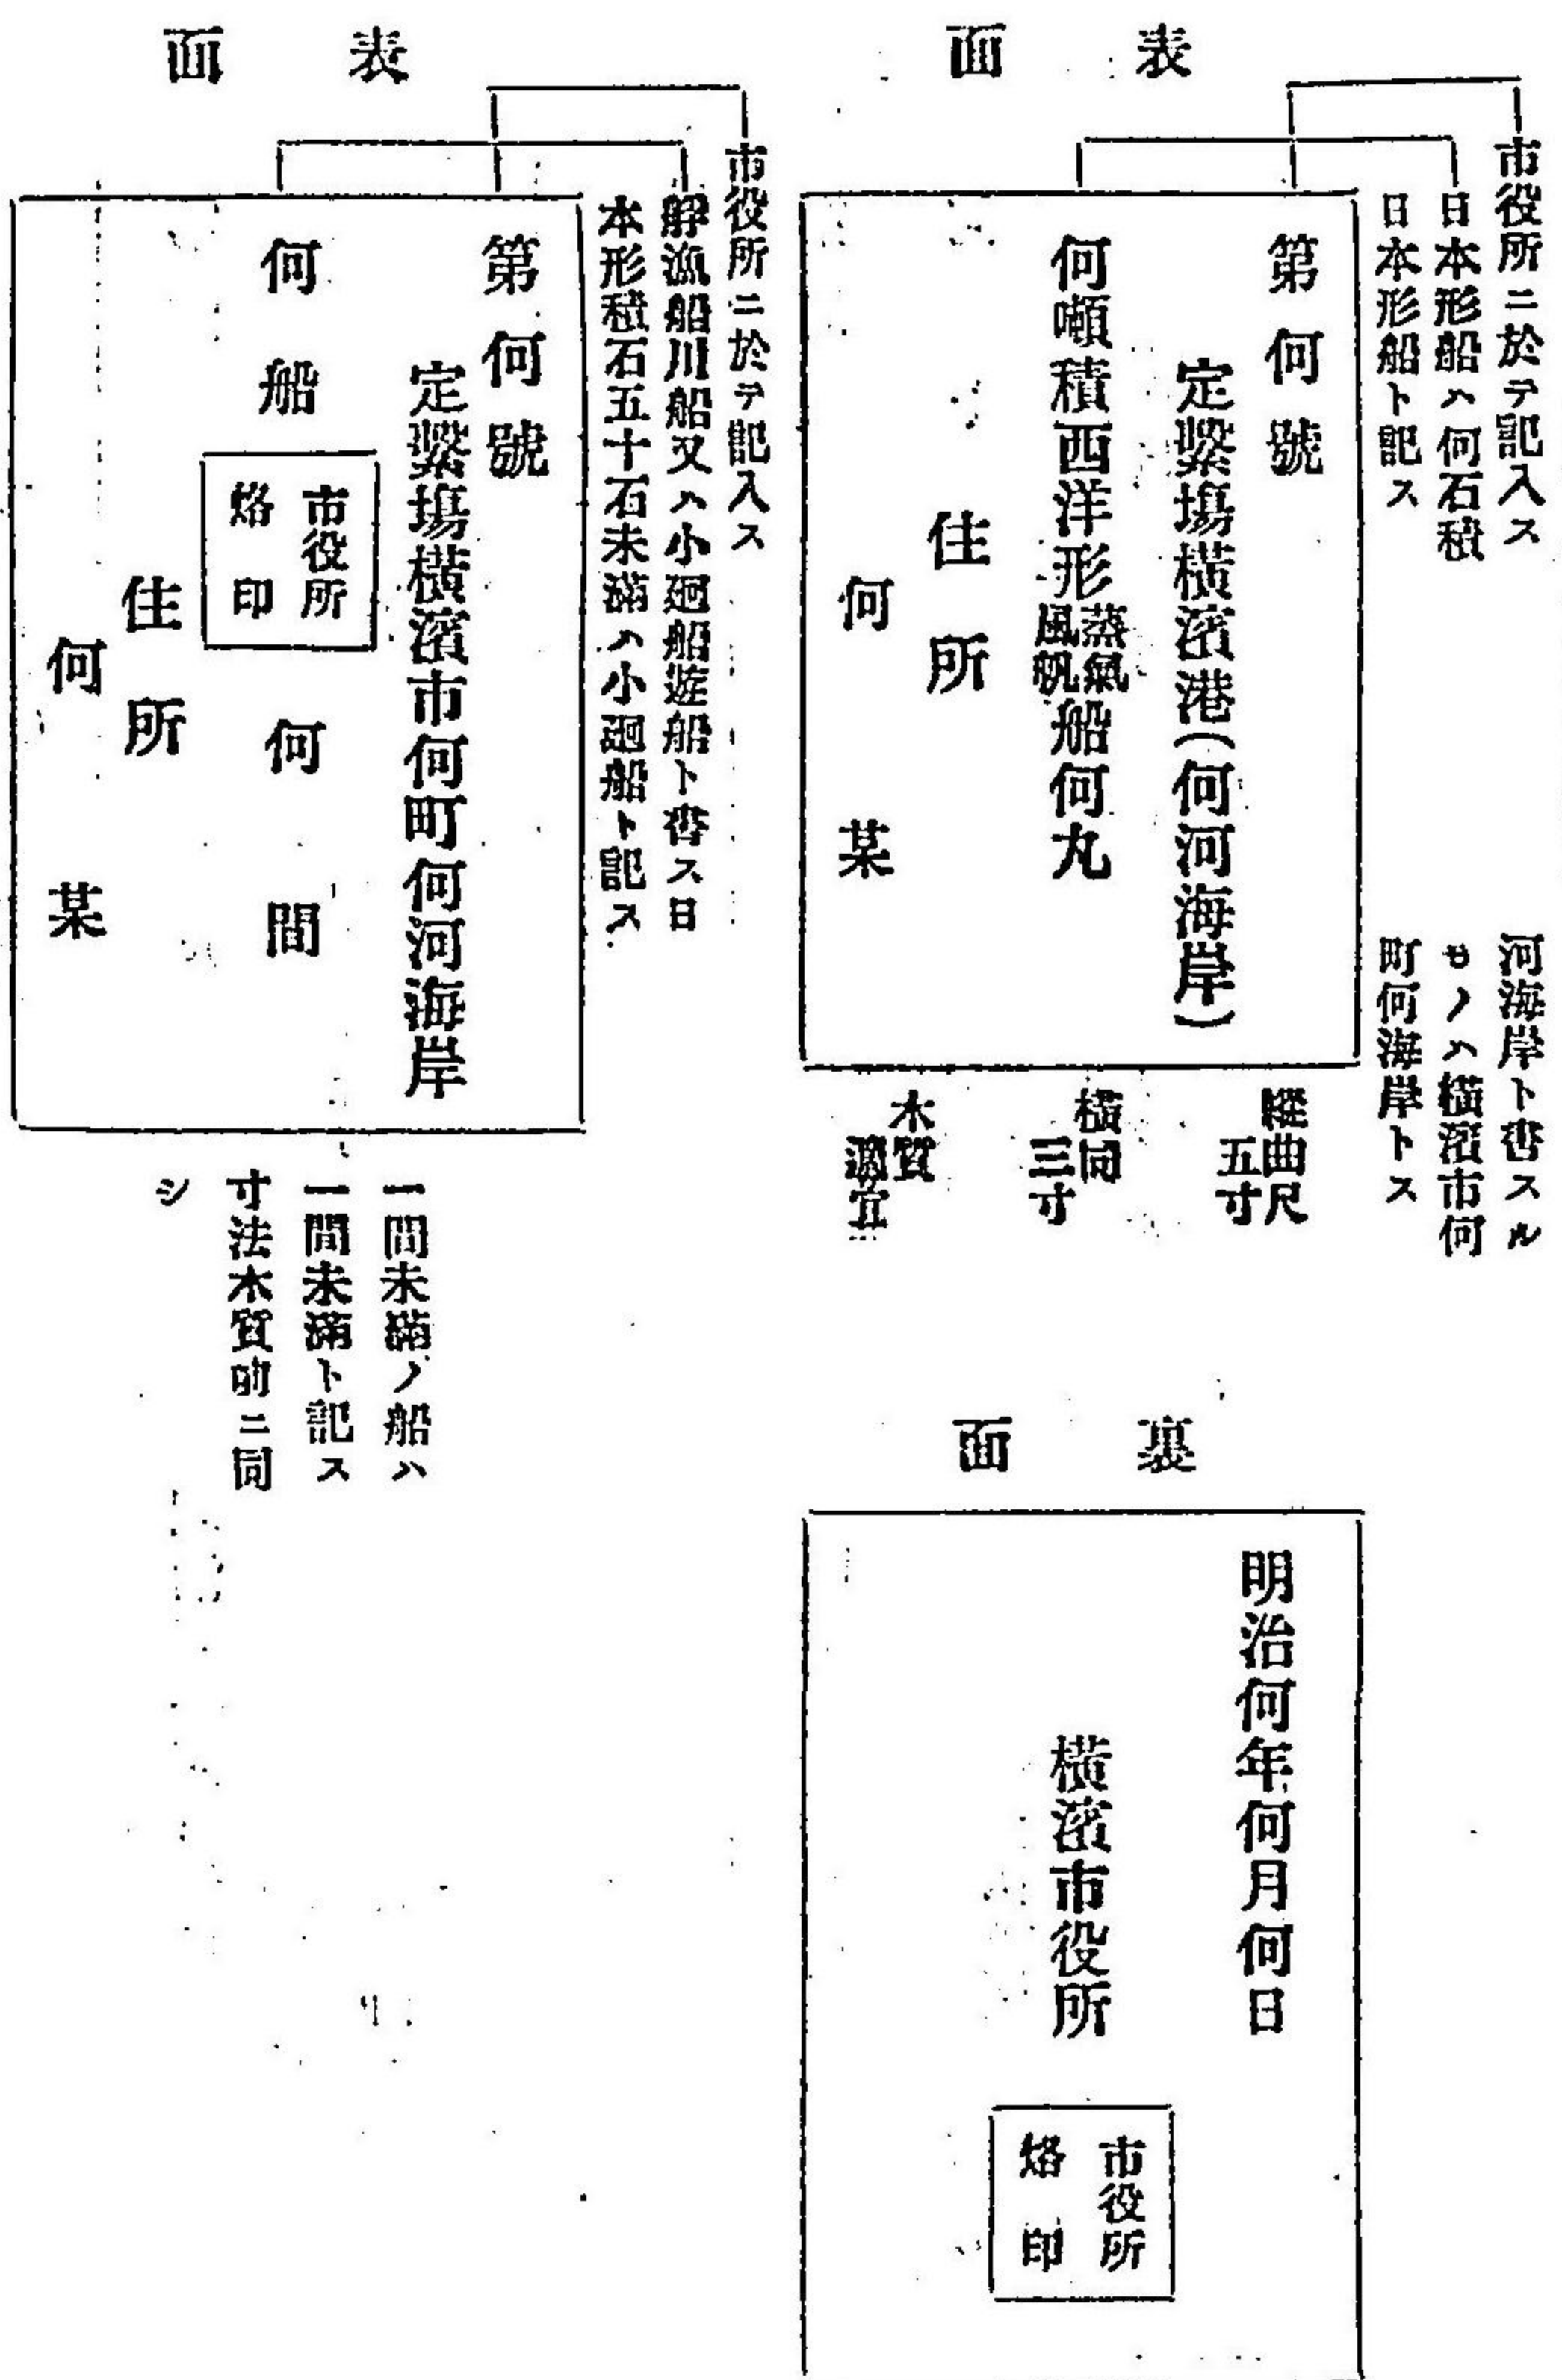 表面
市役所ニ於テ記入ス
日本形船ハ何石積
日本形船ト記ス
河海岸ト書スル
モノハ橫濱市何
町何海岸トス
第何號
定繫塲橫濱港(何河海岸)
何噸積西洋形蒸氣風帆船何丸
住所
何某
縱曲尺五寸
橫同三寸
木質適宜
裏面
明治何年何月何日
橫濱市役所
市役所
烙印
表面
市役所ニ於テ記入ス
艀漁船川船又ハ小廻船遊船ト書ス日
本形積石五十石未滿ハ小廻船ト記ス
第何號
定繫塲橫濱市何町何河海岸
何船
何間
市役所
烙印
住所
何某
一間未滿ノ船ハ
一間未滿ト記ス
寸法木質前ニ同
シ